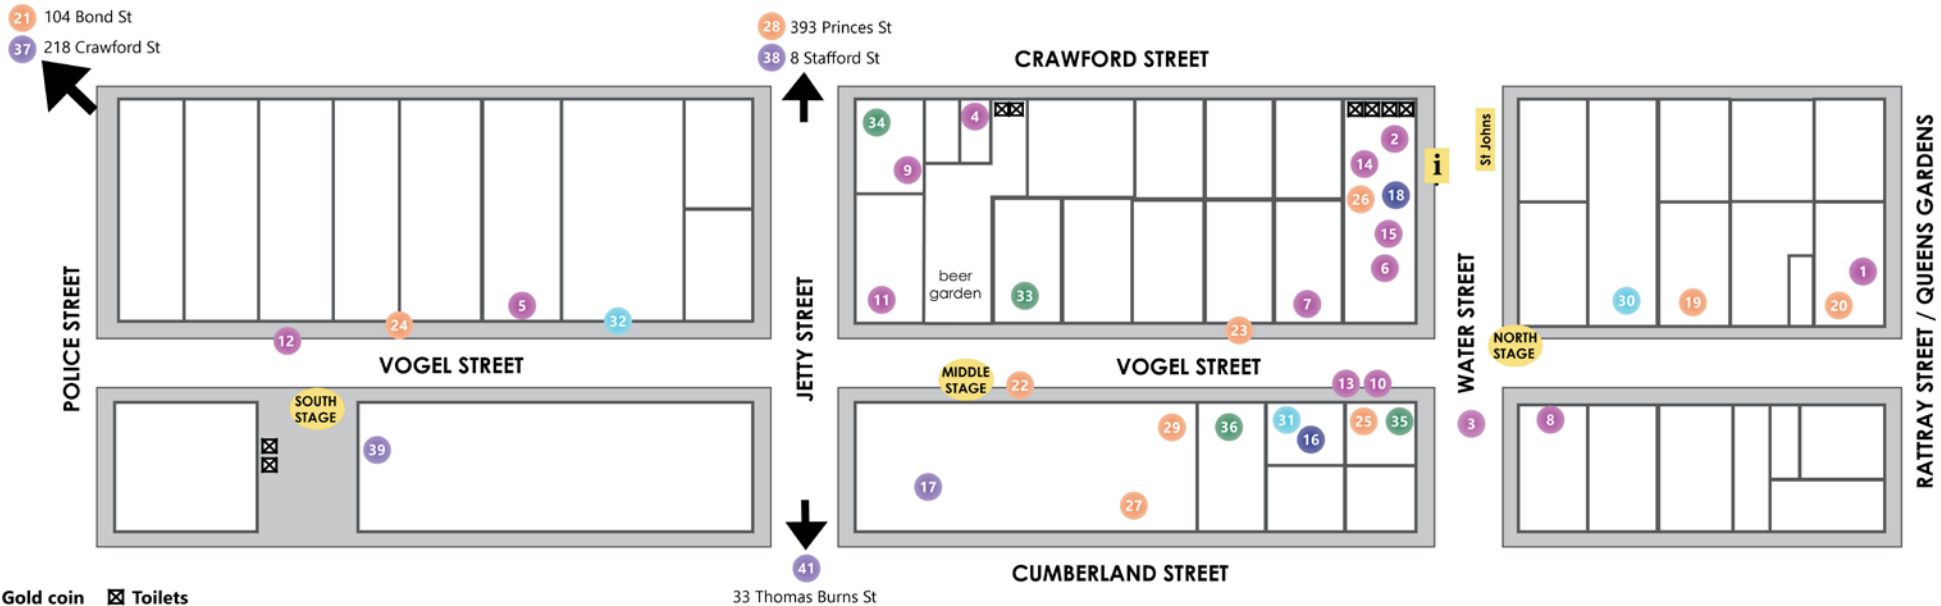 21 104 Bond St
37 218 Crawford St
28 393 Princes St
38 8 Stafford St
CRAWFORD STREET
34
4
9
2
14
26
18
15
6
i
St Johns
11
beer
garden
33
7
23
5
24
32
12
30
19
20
1
NORTH
STAGE
POLICE STREET
VOGEL STREET
JETTY STREET
VOGEL STREET
WATER STREET
RATTRAY STREET / QUEENS GARDENS
SOUTH
STAGE
39
MIDDLE
STAGE
22
13
10
29
36
31
16
25
35
3
8
17
27
41
33 Thomas Burns St
CUMBERLAND STREET
Gold coin
Toilets